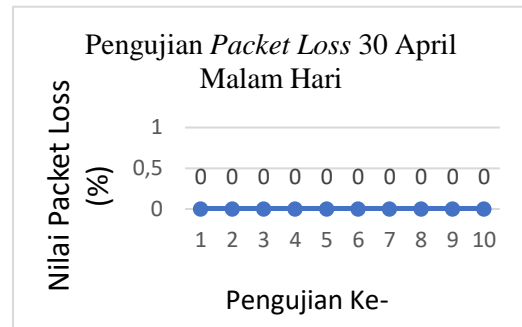 Pengujian Packet Loss 30 April
Malam Hari
Nilai Packet Loss
(%)
1
0,5
0
0 0 0 0 0 0 0 0 0 0
1 2 3 4 5 6 7 8 9 10
Pengujian Ke-